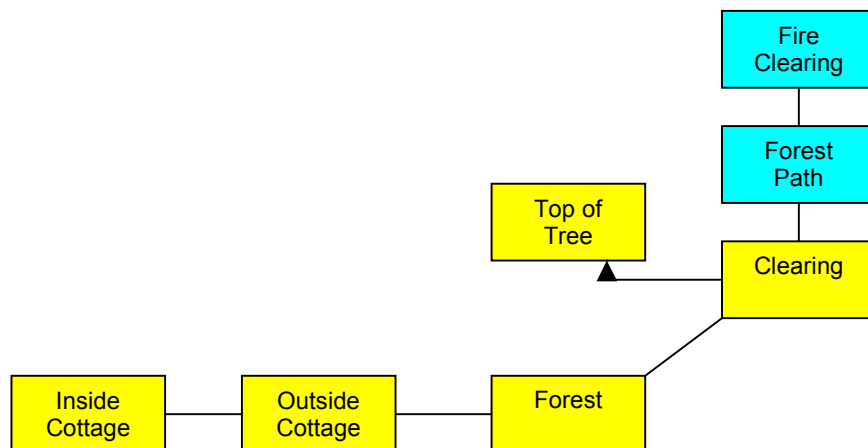 Fire
Clearing
Forest
Path
Top of
Tree
Clearing
Inside
Cottage
Outside
Cottage
Forest